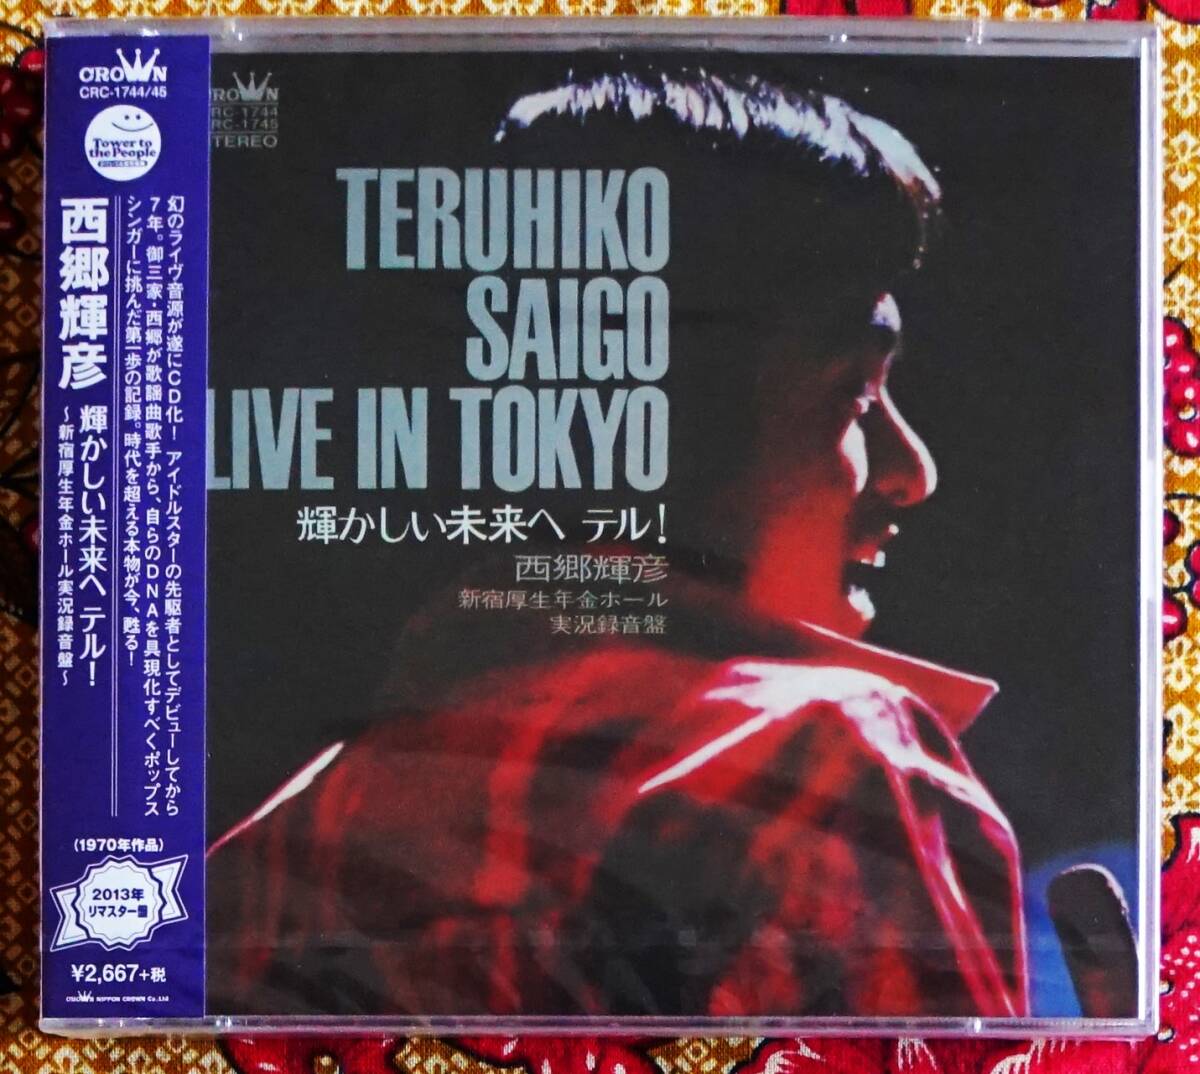 CROWN
CRC-1744/45
Tower to
the People
西郷輝彦
輝かしい未来へ テル!
〜新宿厚生年金ホール実況録音盤〜
幻のライヴ音源が遂にCD化! アイドルスターの先駆者としてデビューしてから
7年。御三家・西郷が歌謡曲歌手から、自らのDNAを具現化すべくポップス
シンガーに挑んだ第一歩の記録。時代を超える本物が今、甦る!
(1970年作品)
2013年
リマスター盤
¥2,667+税
CROWN NIPPON CROWN Co.,Ltd
ROWN
RC-1744
RC-1745
TEREO
TERUHIKO
SAIGO
LIVE IN TOKYO
輝かしい未来へ テル!
西郷輝彦
新宿厚生年金ホール
実況録音盤